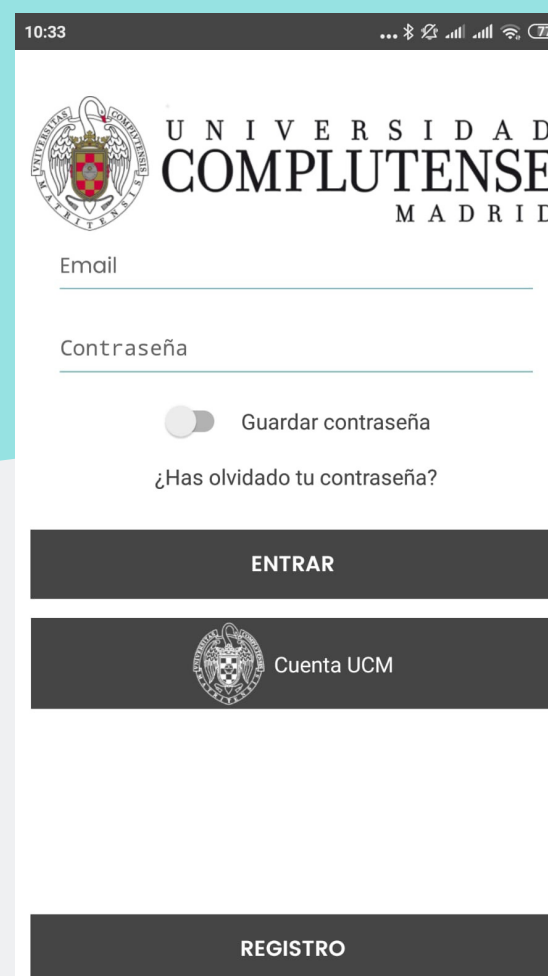 10:33
UNIVERSIDAD
COMPLUTENSE
MADRID
Email
Contraseña
Guardar contraseña
¿Has olvidado tu contraseña?
ENTRAR
Cuenta UCM
REGISTRO